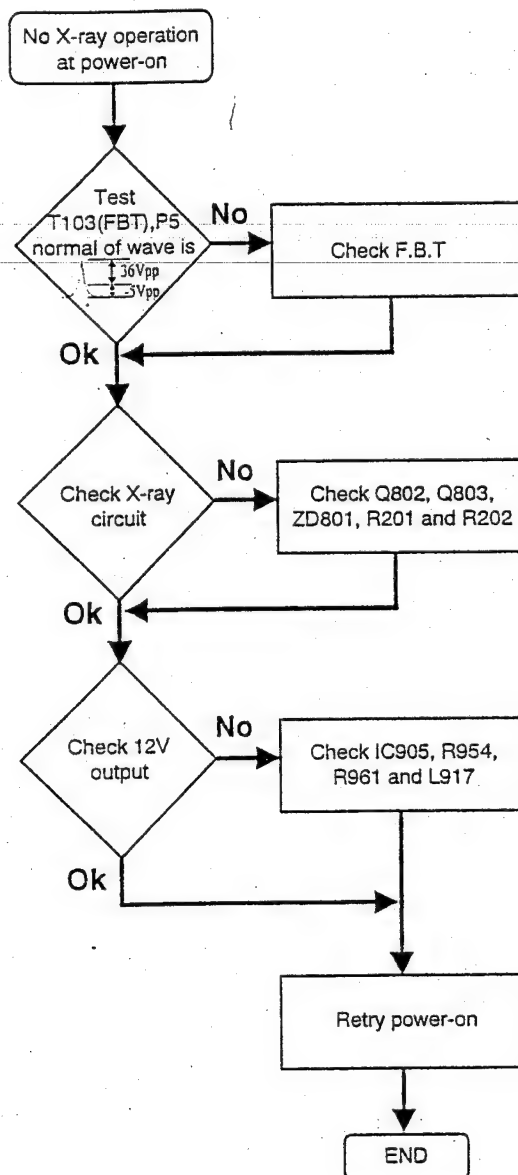 No X-ray operation
at power-on
Test
T103(FBT),P5
normal of wave is
36Vpp
No
Check F.B.T
Ok
Check X-ray
circuit
No
Check Q802, Q803,
ZD801, R201 and R202
Ok
Check 12V
output
No
Check IC905, R954,
R961 and L917
Ok
Retry power-on
END